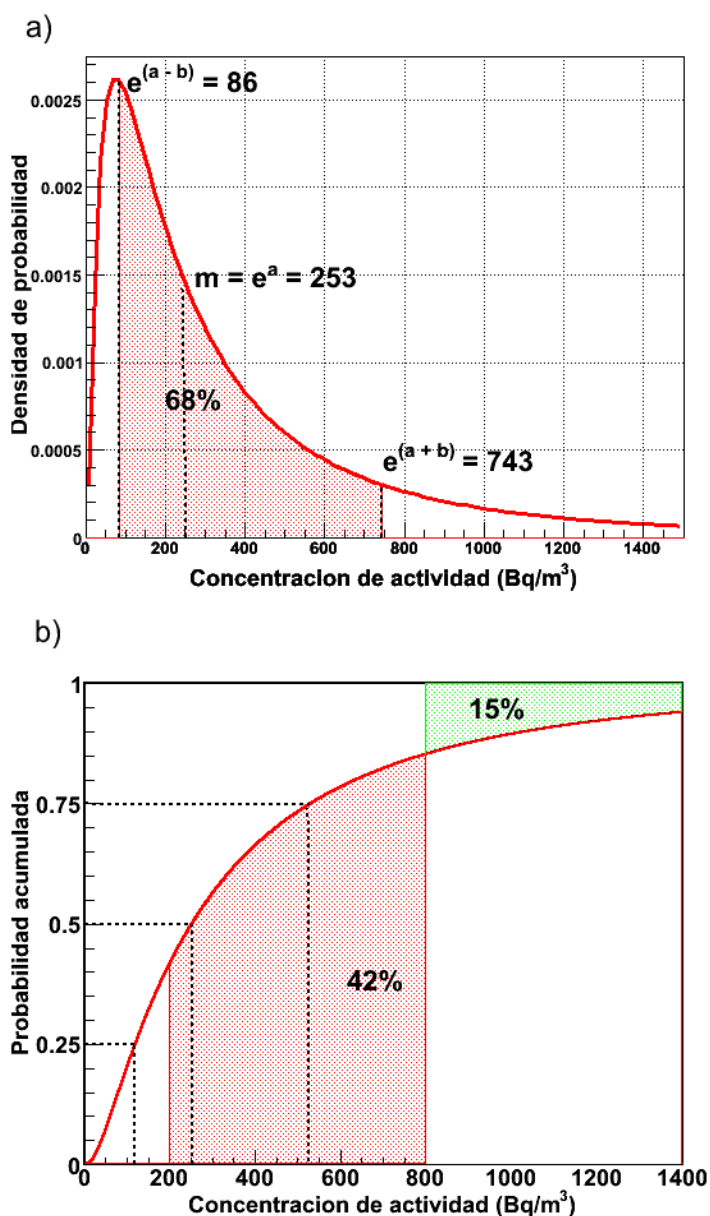 a)
0.0025
0.002
0.0015
0.001
0.0005
0
Densidad de probabilidad
e^(a - b) = 86
m = e^a = 253
68%
e^(a + b) = 743
0 200 400 600 800 1000 1200 1400
Concentracion de actividad (Bq/m³)
b)
1
0.75
0.5
0.25
0
Probabilidad acumulada
15%
42%
0 200 400 600 800 1000 1200 1400
Concentracion de actividad (Bq/m³)